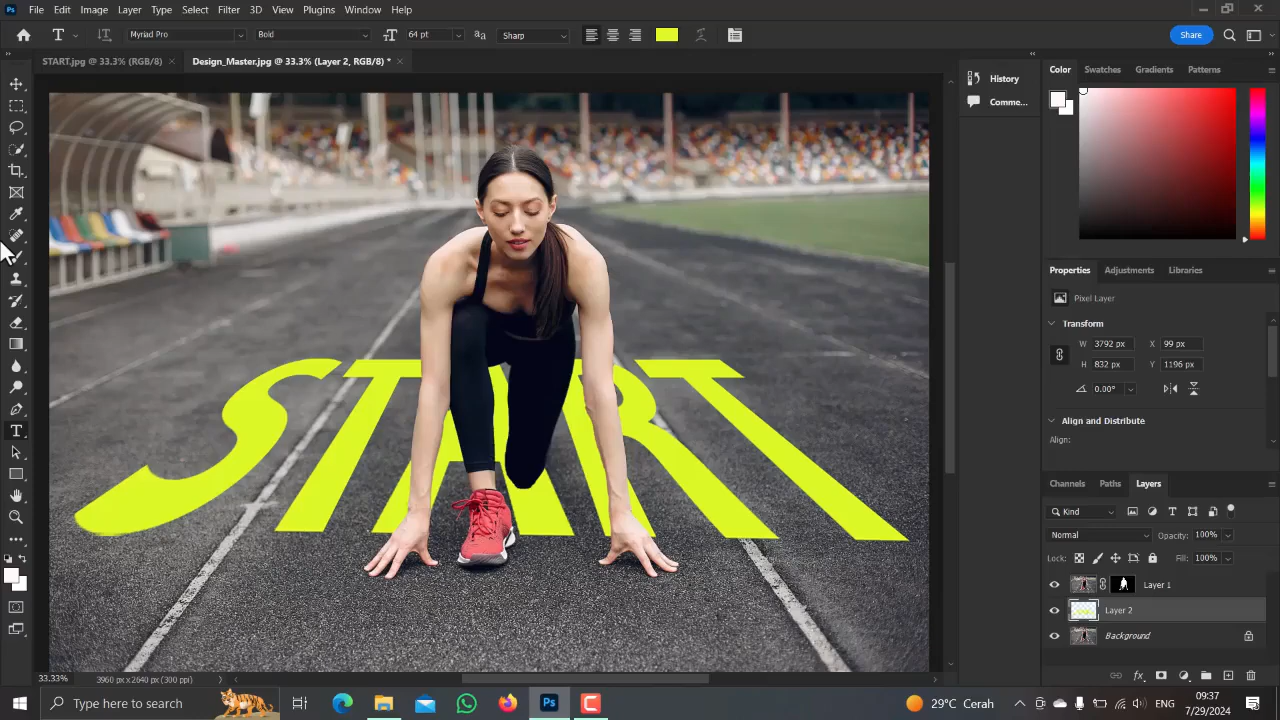 Ps File Edit Image Layer Type Select Filter 3D View Plugins Window Help
T Myriad Pro Bold 64 pt Sharp Share
START.jpg @ 33.3% (RGB/8) × Design_Master.jpg @ 33.3% (Layer 2, RGB/8) * ×
History
Comme...
Color Swatches Gradients Patterns
START
Properties Adjustments Libraries
Pixel Layer
Transform
W 3792 px X 99 px
H 832 px Y 1196 px
0.00°
Align and Distribute
Align:
Channels Paths Layers
Kind
Normal Opacity: 100%
Lock: Fill: 100%
Layer 1
Layer 2
Background
33.33% 3960 px x 2640 px (300 ppi)
Type here to search
Ps
29°C Cerah
09:37
7/29/2024
2